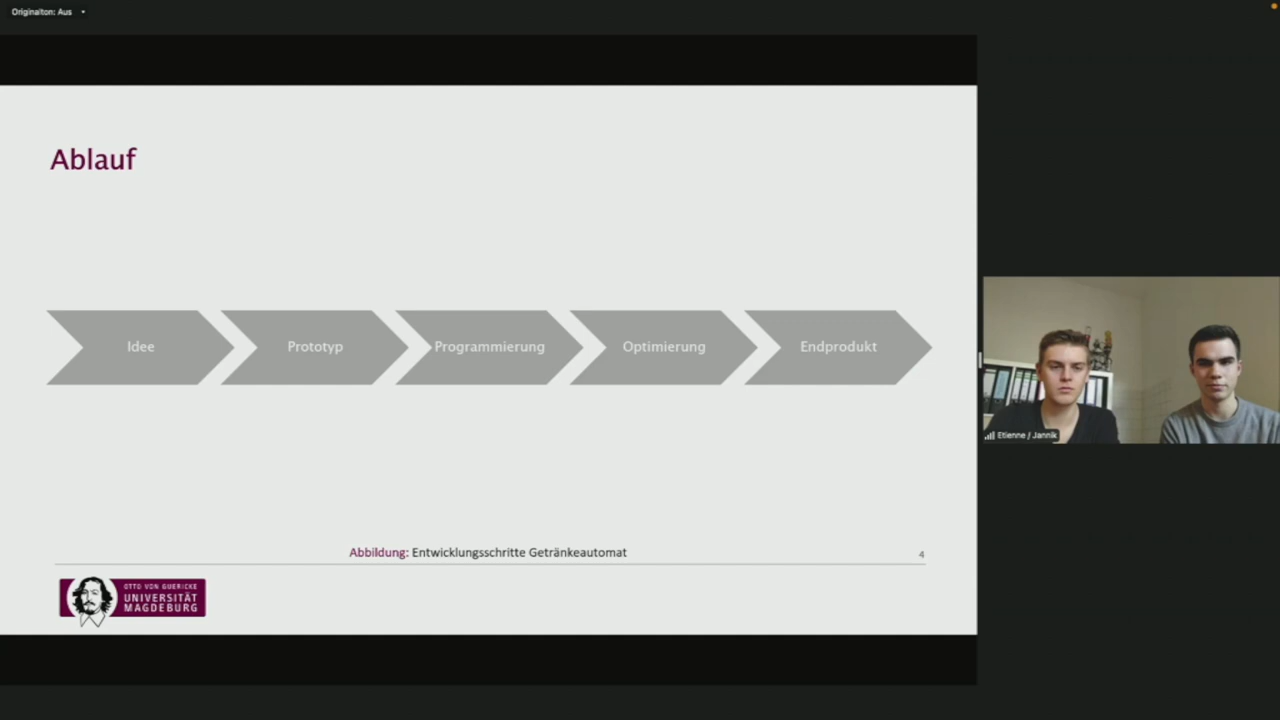 Originalton: Aus
Ablauf
Idee
Prototyp
Programmierung
Optimierung
Endprodukt
Etienne / Jannik
Abbildung: Entwicklungsschritte Getränkeautomat
4
OTTO VON GUERICKE
UNIVERSITÄT
MAGDEBURG